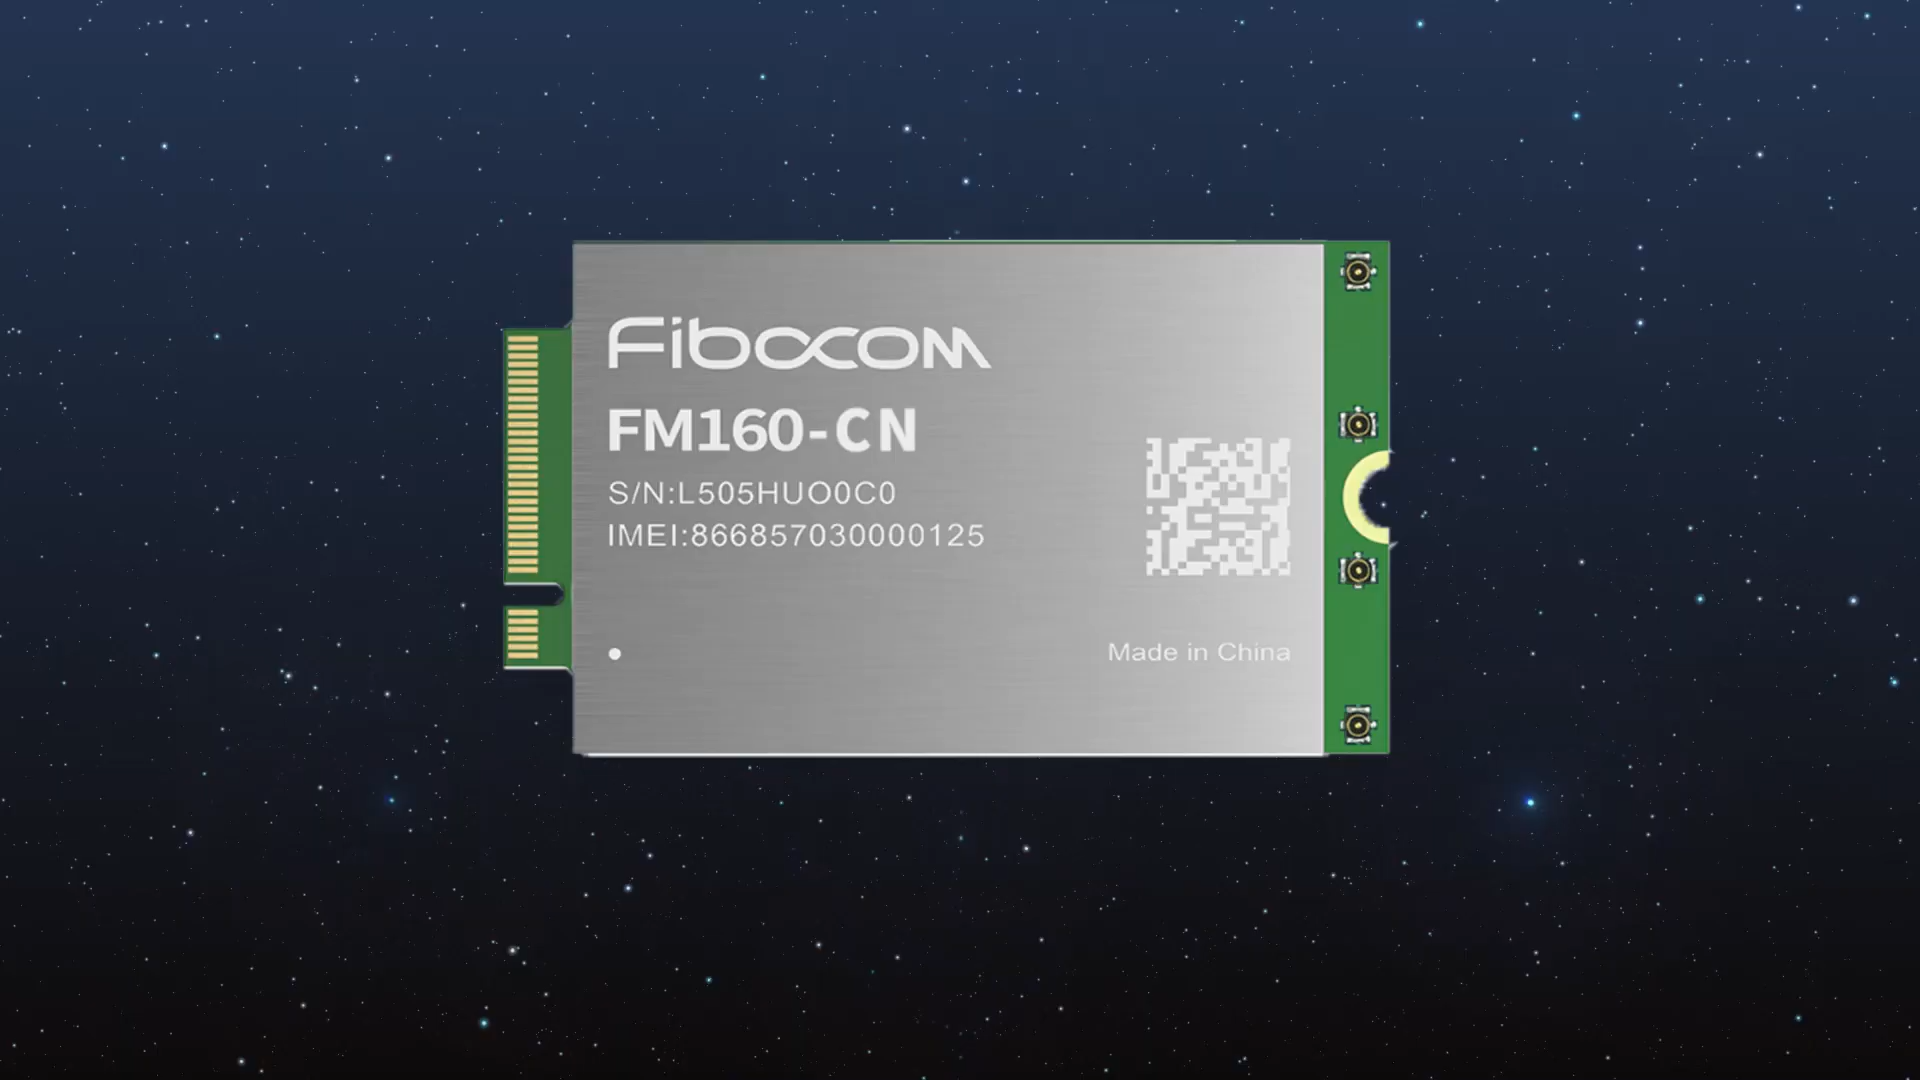 Fibocom
FM160-CN
S/N:L505HUO0C0
IMEI:866857030000125
Made in China